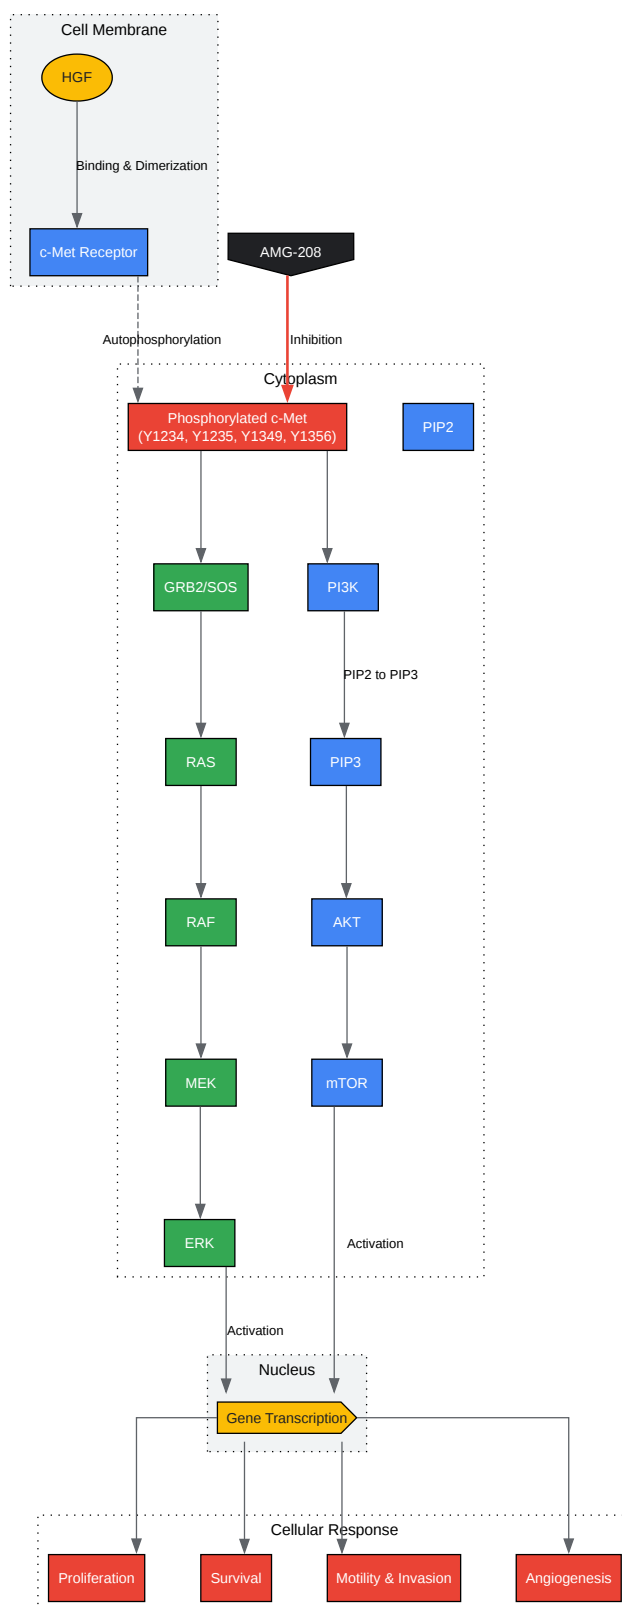 Cell Membrane
HGF
Binding & Dimerization
c-Met Receptor
AMG-208
Autophosphorylation
Inhibition
Cytoplasm
Phosphorylated c-Met
(Y1234, Y1235, Y1349, Y1356)
PIP2
GRB2/SOS
PI3K
PIP2 to PIP3
RAS
PIP3
RAF
AKT
MEK
mTOR
ERK
Activation
Activation
Nucleus
Gene Transcription
Cellular Response
Proliferation
Survival
Motility & Invasion
Angiogenesis